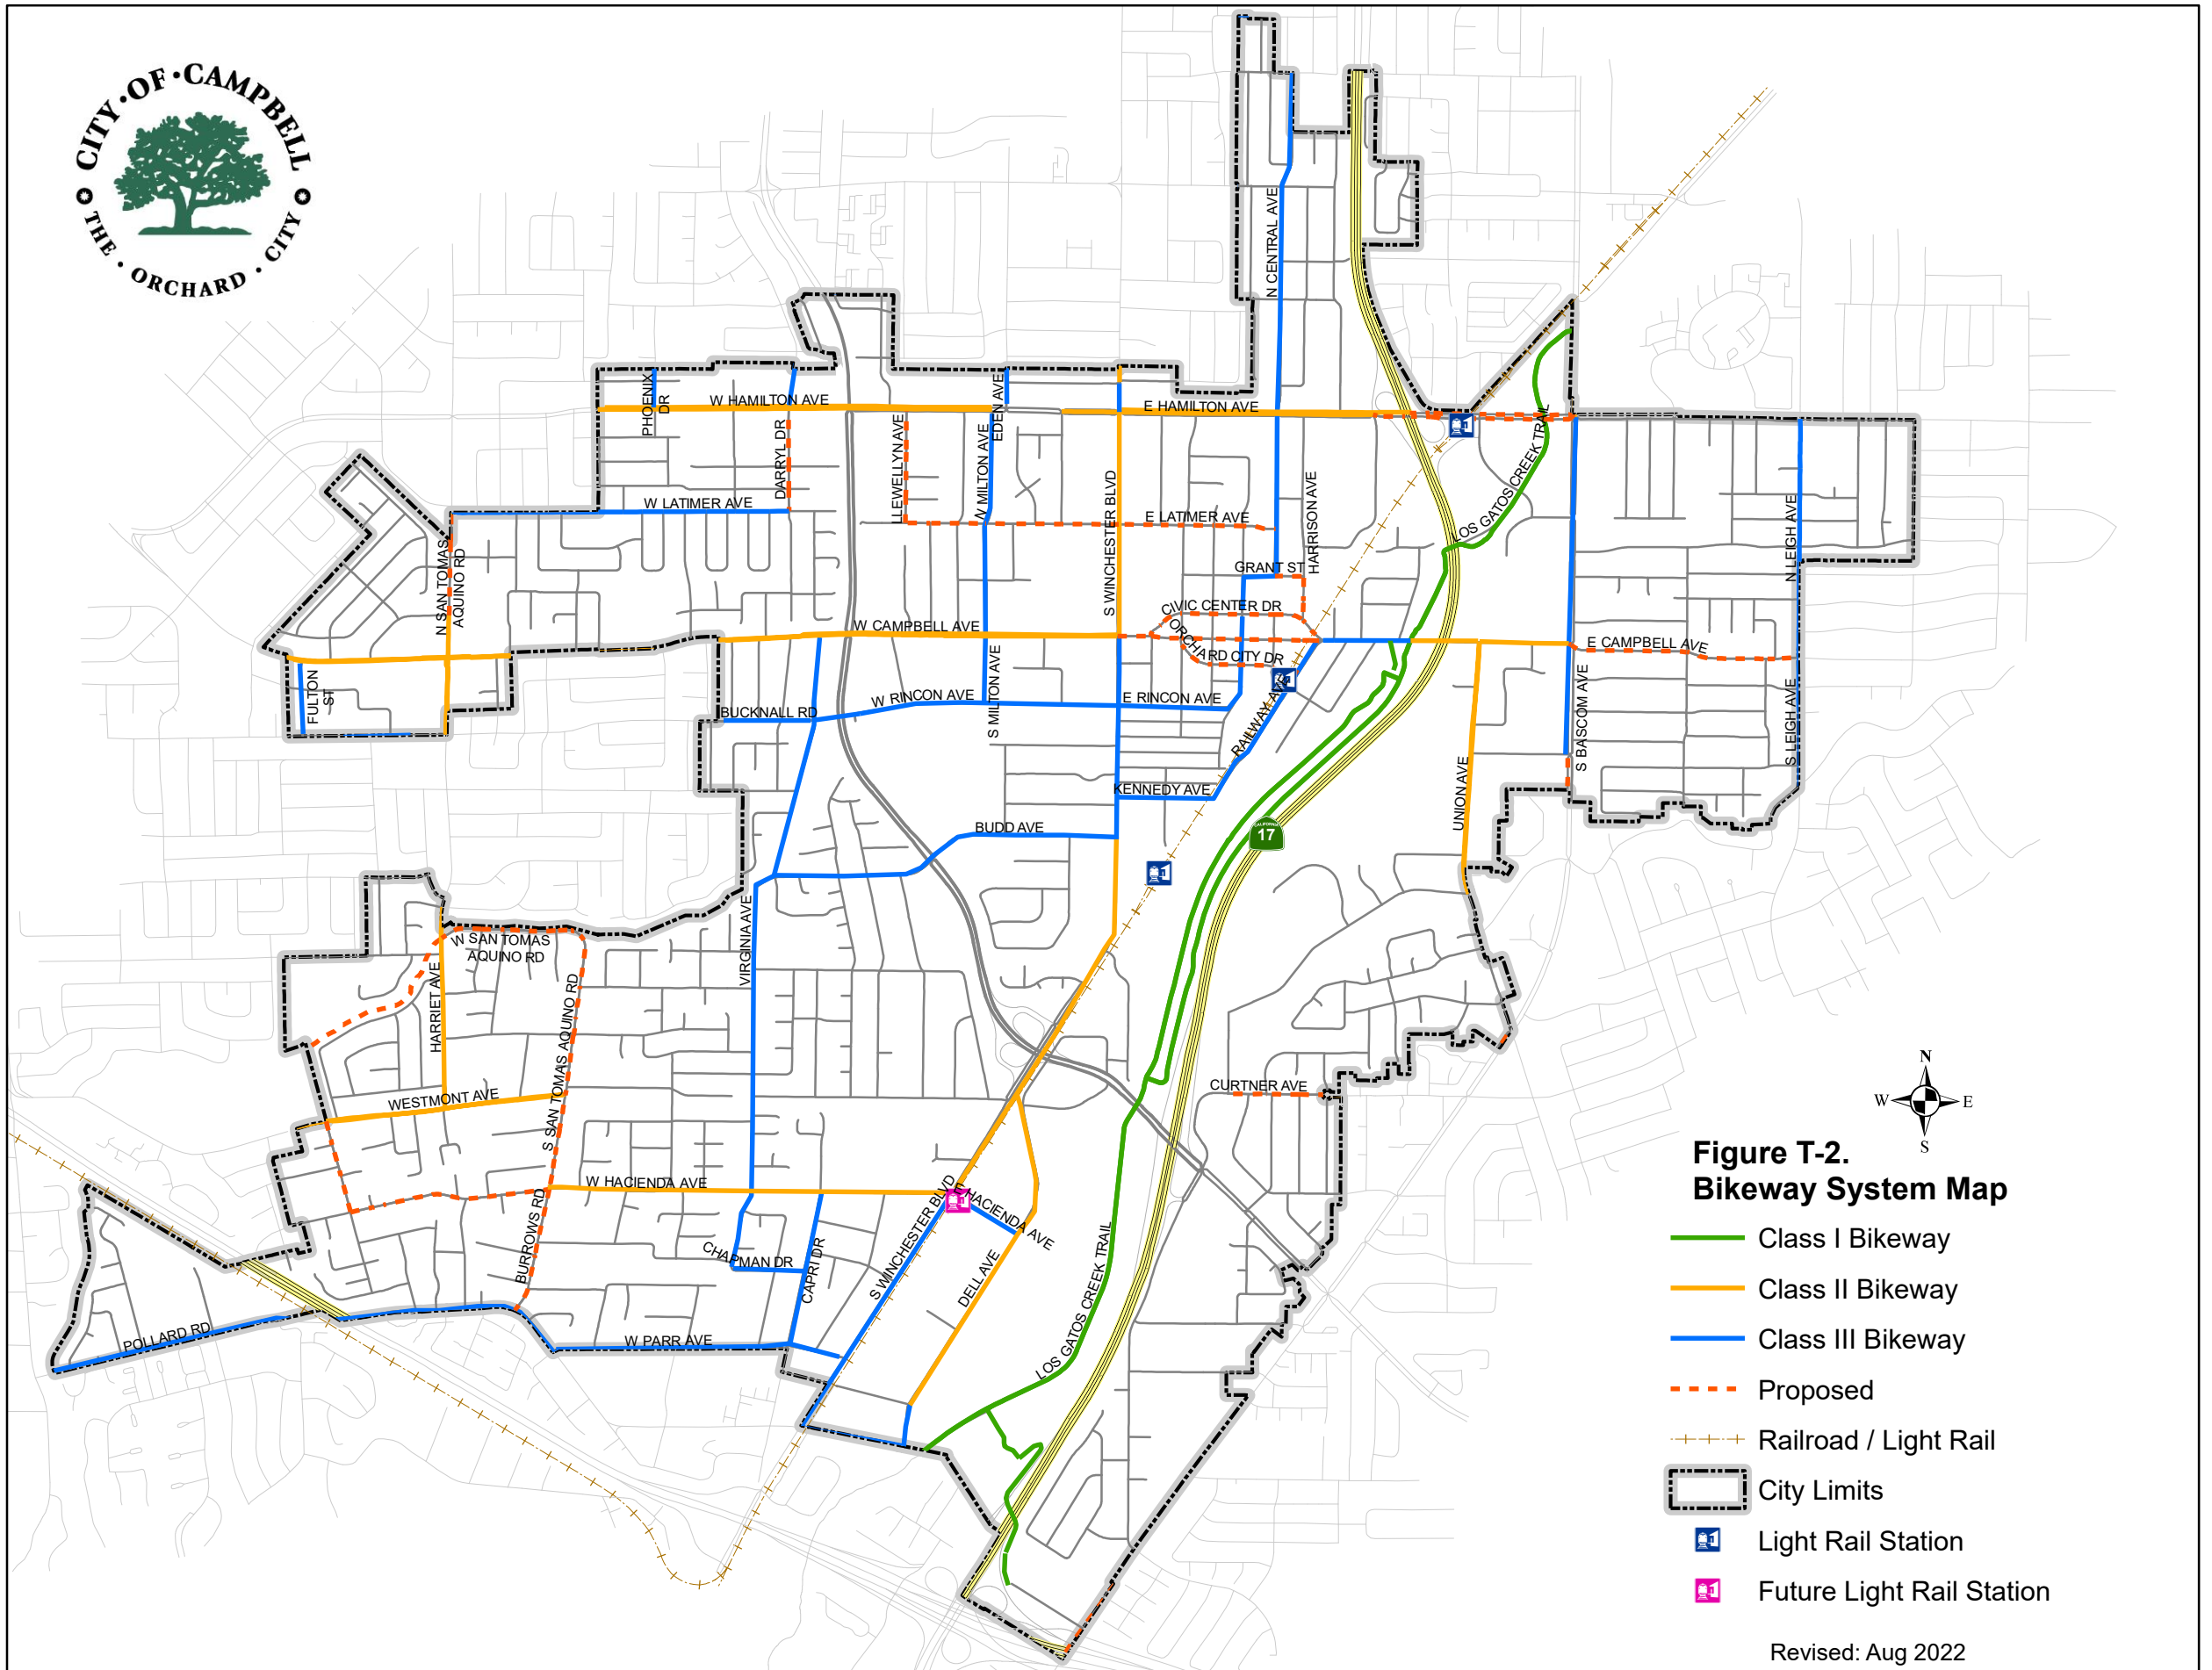 CITY · OF · CAMPBELL
THE · ORCHARD · CITY
N CENTRAL AVE
PHOENIX
DR
W HAMILTON AVE
EDEN AVE
E HAMILTON AVE
DARRYL DR
LLEWELLYN AVE
N MILTON AVE
S WINCHESTER BLVD
HARRISON AVE
LOS GATOS CREEK TRAIL
N LEIGH AVE
W LATIMER AVE
E LATIMER AVE
N SAN TOMAS
AQUINO RD
GRANT ST
CIVIC CENTER DR
W CAMPBELL AVE
ORCHARD CITY DR
E CAMPBELL AVE
FULTON
ST
BUCKNALL RD
W RINCON AVE
S MILTON AVE
E RINCON AVE
RAILWAY AVE
S BASCOM AVE
S LEIGH AVE
KENNEDY AVE
UNION AVE
BUDD AVE
CALIFORNIA
17
W SAN TOMAS
AQUINO RD
HARRIET AVE
VIRGINIA AVE
S SAN TOMAS AQUINO RD
WESTMONT AVE
CURTNER AVE
W HACIENDA AVE
S WINCHESTER BLVD
E HACIENDA AVE
BURROWS RD
CHAPMAN DR
CAPRI DR
DELL AVE
LOS GATOS CREEK TRAIL
POLLARD RD
W PARR AVE
N
W
E
S
Figure T-2.
Bikeway System Map
Class I Bikeway
Class II Bikeway
Class III Bikeway
Proposed
Railroad / Light Rail
City Limits
Light Rail Station
Future Light Rail Station
Revised: Aug 2022